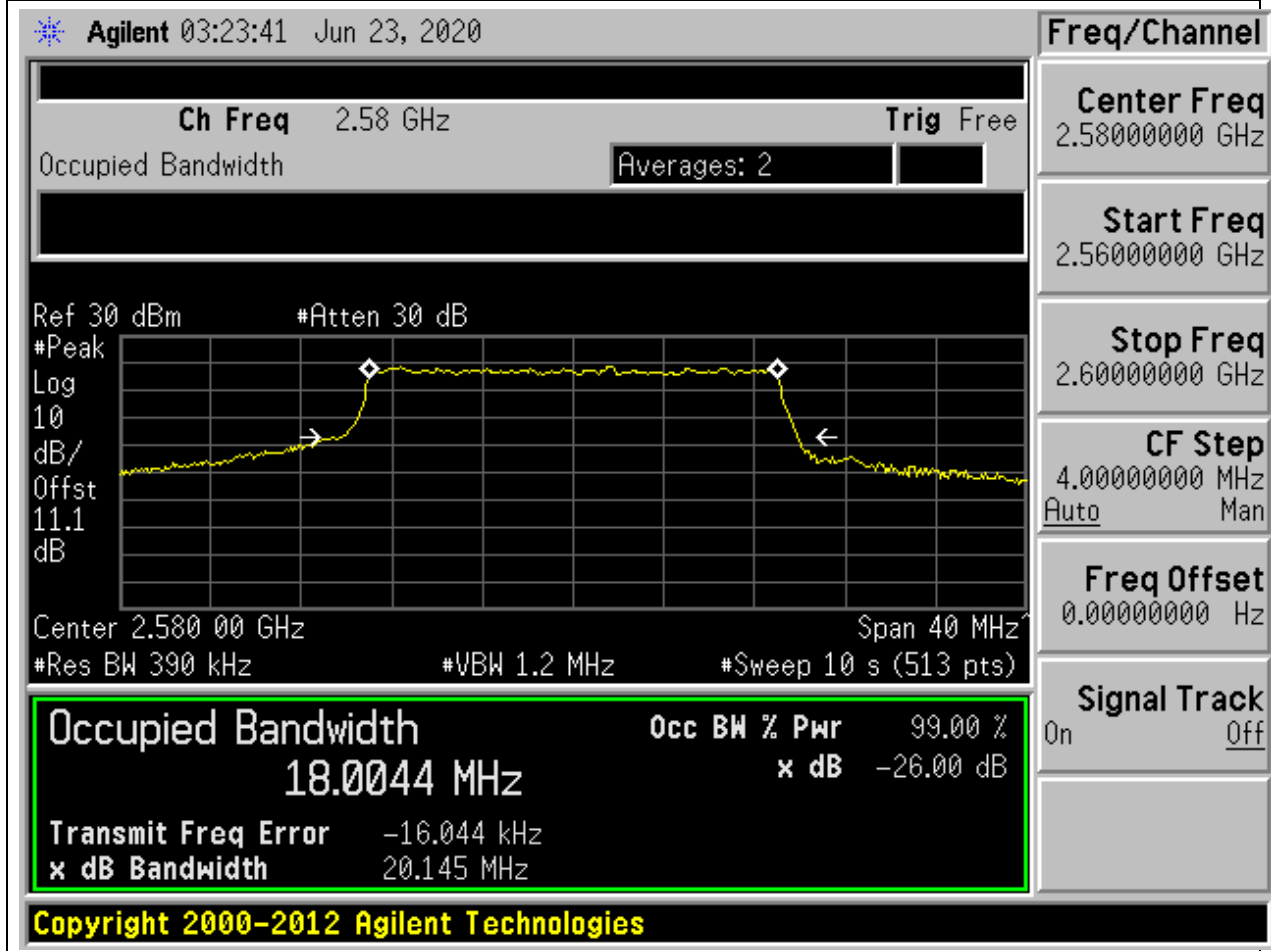 Agilent 03:23:41 Jun 23, 2020
Freq/Channel
Ch Freq 2.58 GHz Trig Free
Occupied Bandwidth Averages: 2
Center Freq
2.58000000 GHz
Start Freq
2.56000000 GHz
Stop Freq
2.60000000 GHz
CF Step
4.00000000 MHz
Auto Man
Freq Offset
0.00000000 Hz
Signal Track
On Off
Ref 30 dBm #Atten 30 dB
#Peak
Log
10
dB/
Offst
11.1
dB
Center 2.580 00 GHz Span 40 MHz^
#Res BW 390 kHz #VBW 1.2 MHz #Sweep 10 s (513 pts)
Occupied Bandwidth Occ BW % Pwr 99.00 %
18.0044 MHz x dB -26.00 dB
Transmit Freq Error -16.044 kHz
x dB Bandwidth 20.145 MHz
Copyright 2000-2012 Agilent Technologies